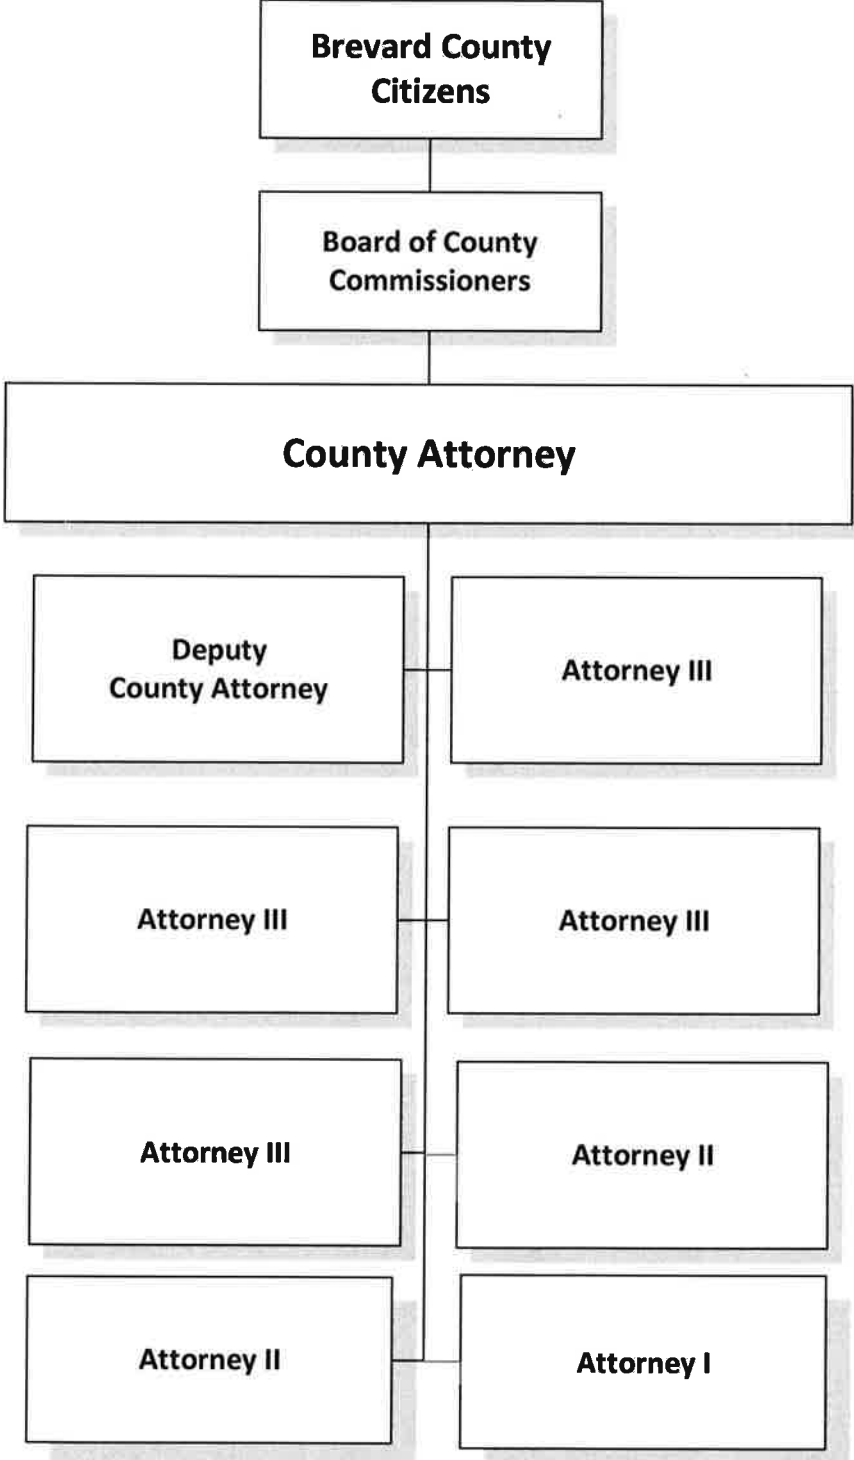 Brevard County
Citizens
Board of County
Commissioners
County Attorney
Deputy
County Attorney
Attorney III
Attorney III
Attorney III
Attorney III
Attorney II
Attorney II
Attorney I